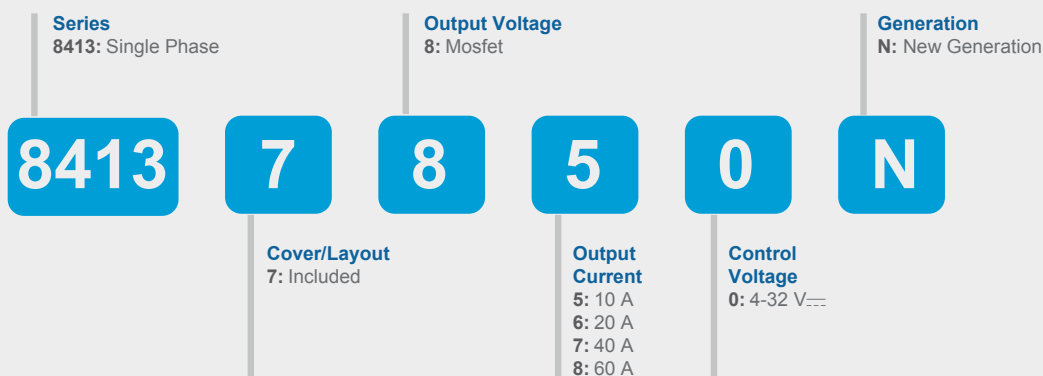 Series
8413: Single Phase
Output Voltage
8: Mosfet
Generation
N: New Generation
8413 7 8 5 0 N
Cover/Layout
7: Included
Output
Current
5: 10 A
6: 20 A
7: 40 A
8: 60 A
Control
Voltage
0: 4-32 V⎓